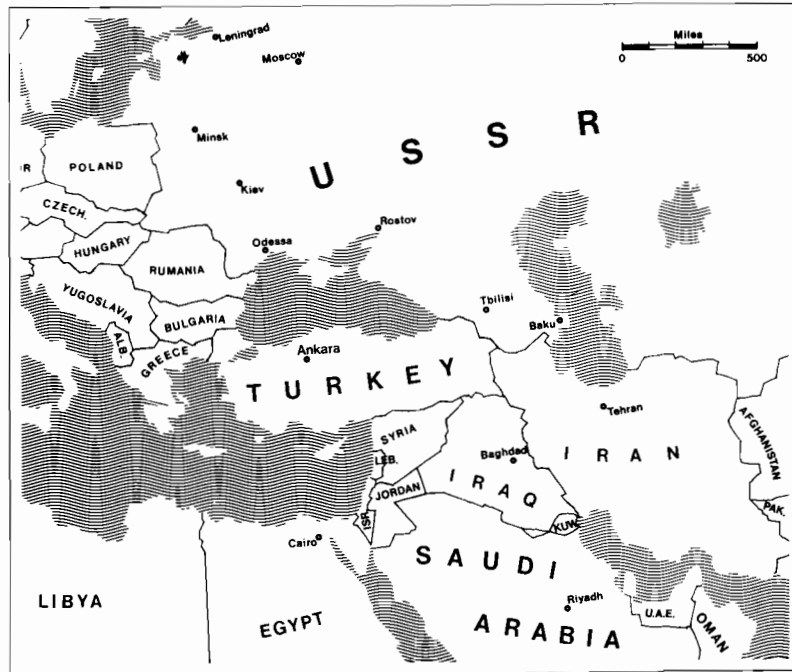 Leningrad
Moscow
Miles
0 500
Minsk
U S S R
R
POLAND
Kiev
CZECH.
Rostov
HUNGARY
Odessa
RUMANIA
YUGOSLAVIA
Tbilisi
BULGARIA
Baku
ALB.
GREECE
Ankara
TURKEY
Tehran
AFGHANISTAN
SYRIA
Baghdad
IRAN
LEB.
IRAQ
JORDAN
PAK.
ISR.
KUW.
Cairo
SAUDI
LIBYA
Riyadh
U.A.E.
EGYPT
ARABIA
OMAN